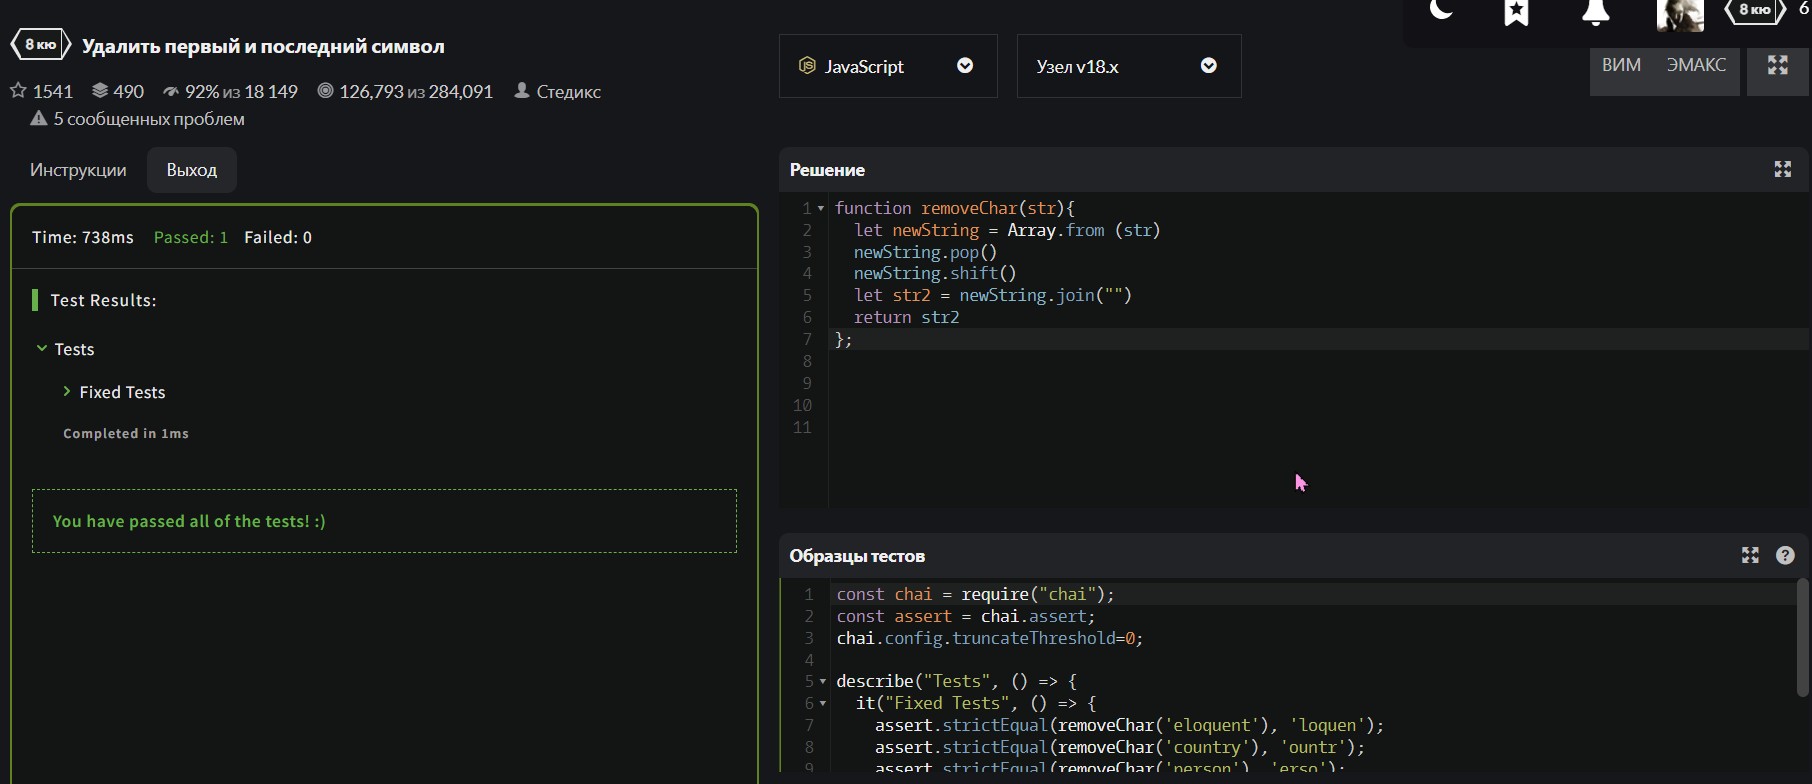 8 кю
6
8 кю Удалить первый и последний символ
1541 490 92% из 18 149 126,793 из 284,091 Стедикс
5 сообщенных проблем
JavaScript
Узел v18.x
ВИМ ЭМАКС
Инструкции Выход
Time: 738ms Passed: 1 Failed: 0
Test Results:
Tests
Fixed Tests
Completed in 1ms
You have passed all of the tests! :)
Решение
1 function removeChar(str){
2 let newString = Array.from (str)
3 newString.pop()
4 newString.shift()
5 let str2 = newString.join("")
6 return str2
7 };
8
9
10
11
Образцы тестов
1 const chai = require("chai");
2 const assert = chai.assert;
3 chai.config.truncateThreshold=0;
4
5 describe("Tests", () => {
6 it("Fixed Tests", () => {
7 assert.strictEqual(removeChar('eloquent'), 'loquen');
8 assert.strictEqual(removeChar('country'), 'ountr');
9 assert.strictEqual(removeChar('person'), 'erso');